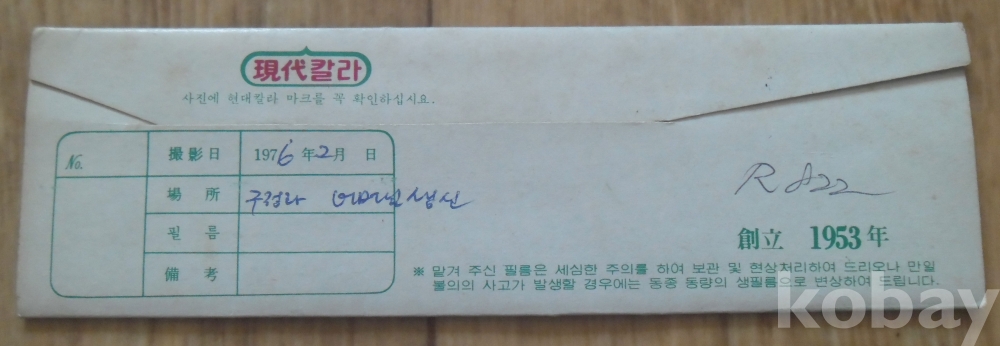 現代칼라
사진에 현대칼라 마크를 꼭 확인하십시요.
No.
撮影日 1976年2月 日
場所 구정과 어머님생신
필름
備考
R 822
創立 1953年
※ 맡겨 주신 필름은 세심한 주의를 하여 보관 및 현상처리하여 드리오나 만일
불의의 사고가 발생할 경우에는 동종 동량의 생필름으로 변상하여 드립니다.
kobay